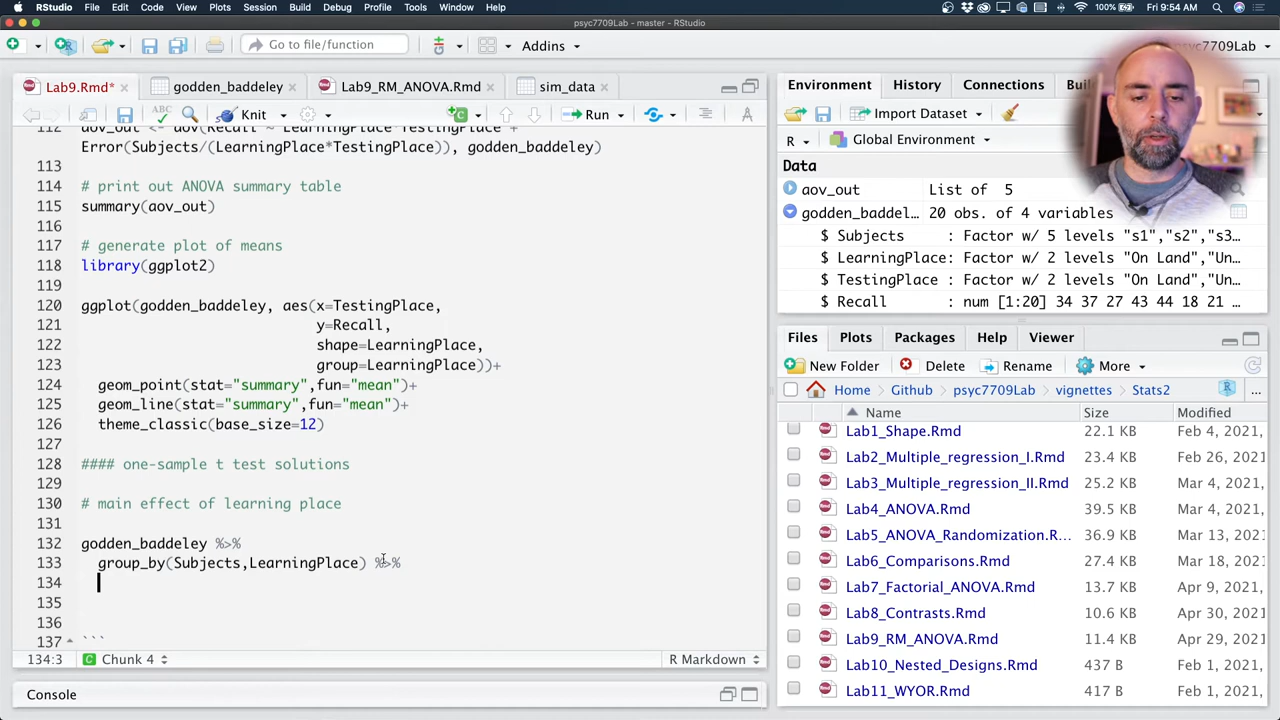 RStudio File Edit Code View Plots Session Build Debug Profile Tools Window Help 100% Fri 9:54 AM
psyc7709Lab - master - RStudio
Go to file/function Addins psyc7709Lab
Lab9.Rmd* godden_baddeley Lab9_RM_ANOVA.Rmd sim_data
Knit Run
112 aov_out <- aov(Recall ~ LearningPlace*TestingPlace +
Error(Subjects/(LearningPlace*TestingPlace)), godden_baddeley)
113
114 # print out ANOVA summary table
115 summary(aov_out)
116
117 # generate plot of means
118 library(ggplot2)
119
120 ggplot(godden_baddeley, aes(x=TestingPlace,
121 y=Recall,
122 shape=LearningPlace,
123 group=LearningPlace))+
124 geom_point(stat="summary",fun="mean")+
125 geom_line(stat="summary",fun="mean")+
126 theme_classic(base_size=12)
127
128 #### one-sample t test solutions
129
130 # main effect of learning place
131
132 godden_baddeley %>%
133 group_by(Subjects,LearningPlace) %>%
134
135
136
137 ```
134:3 Chunk 4 R Markdown
Console
Environment History Connections Bui
Import Dataset
R Global Environment
Data
aov_out List of 5
godden_baddel… 20 obs. of 4 variables
$ Subjects : Factor w/ 5 levels "s1","s2","s3…
$ LearningPlace: Factor w/ 2 levels "On Land","Un…
$ TestingPlace : Factor w/ 2 levels "On Land","Un…
$ Recall : num [1:20] 34 37 27 43 44 18 21 …
Files Plots Packages Help Viewer
New Folder Delete Rename More
Home Github psyc7709Lab vignettes Stats2 ...
Name Size Modified
Lab1_Shape.Rmd 22.1 KB Feb 4, 2021,
Lab2_Multiple_regression_I.Rmd 23.4 KB Feb 26, 2021,
Lab3_Multiple_regression_II.Rmd 25.2 KB Mar 4, 2021,
Lab4_ANOVA.Rmd 39.5 KB Mar 4, 2021,
Lab5_ANOVA_Randomization.R... 36.9 KB Mar 13, 2021,
Lab6_Comparisons.Rmd 27.4 KB Mar 18, 2021,
Lab7_Factorial_ANOVA.Rmd 13.7 KB Apr 9, 2021,
Lab8_Contrasts.Rmd 10.6 KB Apr 30, 2021,
Lab9_RM_ANOVA.Rmd 11.4 KB Apr 29, 2021,
Lab10_Nested_Designs.Rmd 437 B Feb 1, 2021,
Lab11_WYOR.Rmd 417 B Feb 1, 2021,